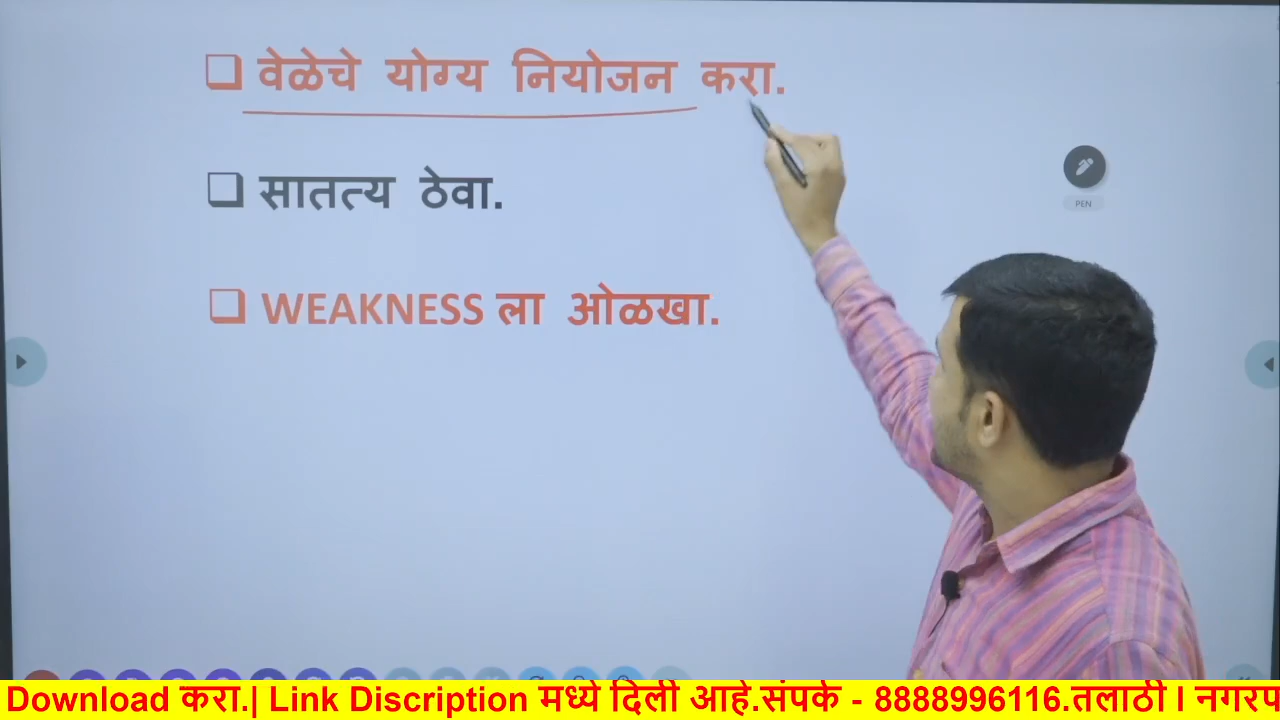 ❑ वेळेचे योग्य नियोजन करा.
❑ सातत्य ठेवा.
PEN
❑ WEAKNESS ला ओळखा.
Download करा.| Link Discription मध्ये दिली आहे.संपर्क - 8888996116.तलाठी I नगरप